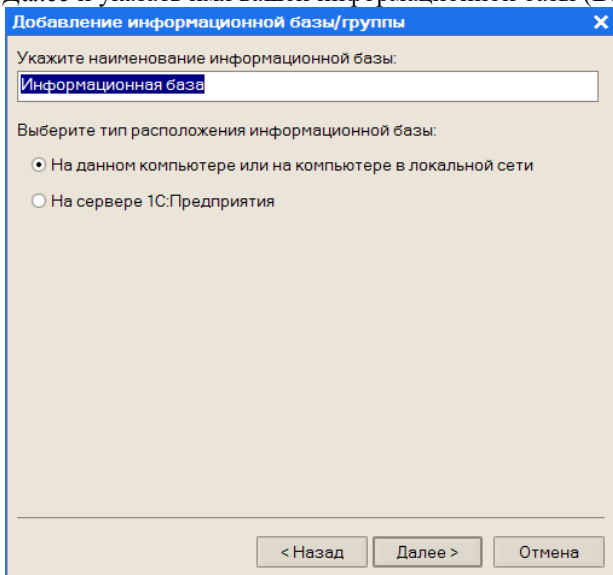 Добавление информационной базы/группы
Укажите наименование информационной базы:
Информационная база
Выберите тип расположения информационной базы:
На данном компьютере или на компьютере в локальной сети
На сервере 1С:Предприятия
< Назад Далее > Отмена